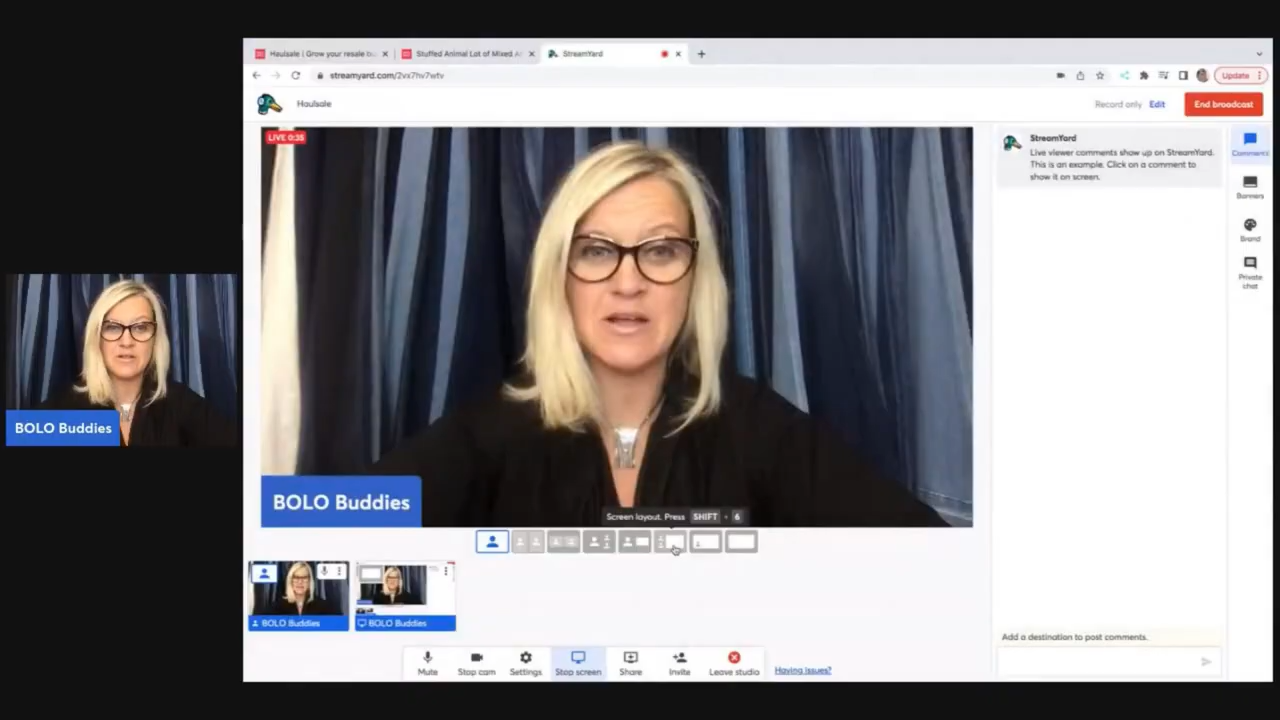 Haulsale | Grow your resale bu
Stuffed Animal Lot of Mixed A
StreamYard
streamyard.com/2vx7hv7wtv
Update
Haulsale
Record only
Edit
End broadcast
LIVE 0:35
StreamYard
Live viewer comments show up on StreamYard.
This is an example. Click on a comment to
show it on screen.
Comments
Banners
Brand
Private
chat
BOLO Buddies
BOLO Buddies
Screen layout. Press SHIFT + 6
BOLO Buddies
BOLO Buddies
Add a destination to post comments.
Mute
Stop cam
Settings
Stop screen
Share
Invite
Leave studio
Having issues?